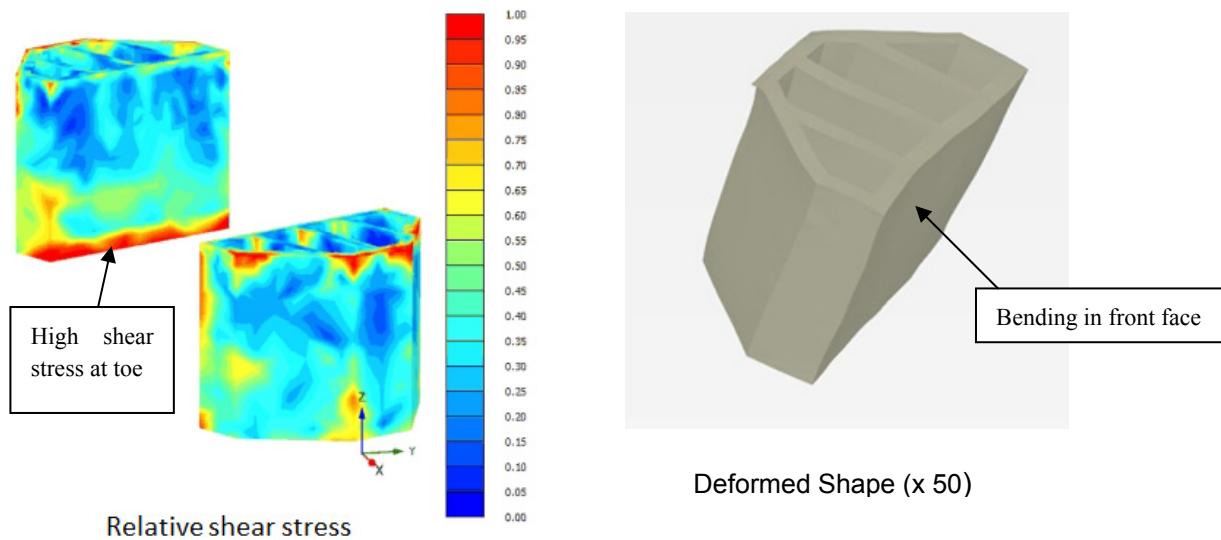 1.00
0.95
0.90
0.85
0.80
0.75
0.70
0.65
0.60
0.55
0.50
0.45
0.40
0.35
0.30
0.25
0.20
0.15
0.10
0.05
0.00
High shear
stress at toe
Z
Y
X
Relative shear stress
Bending in front face
Deformed Shape (x 50)